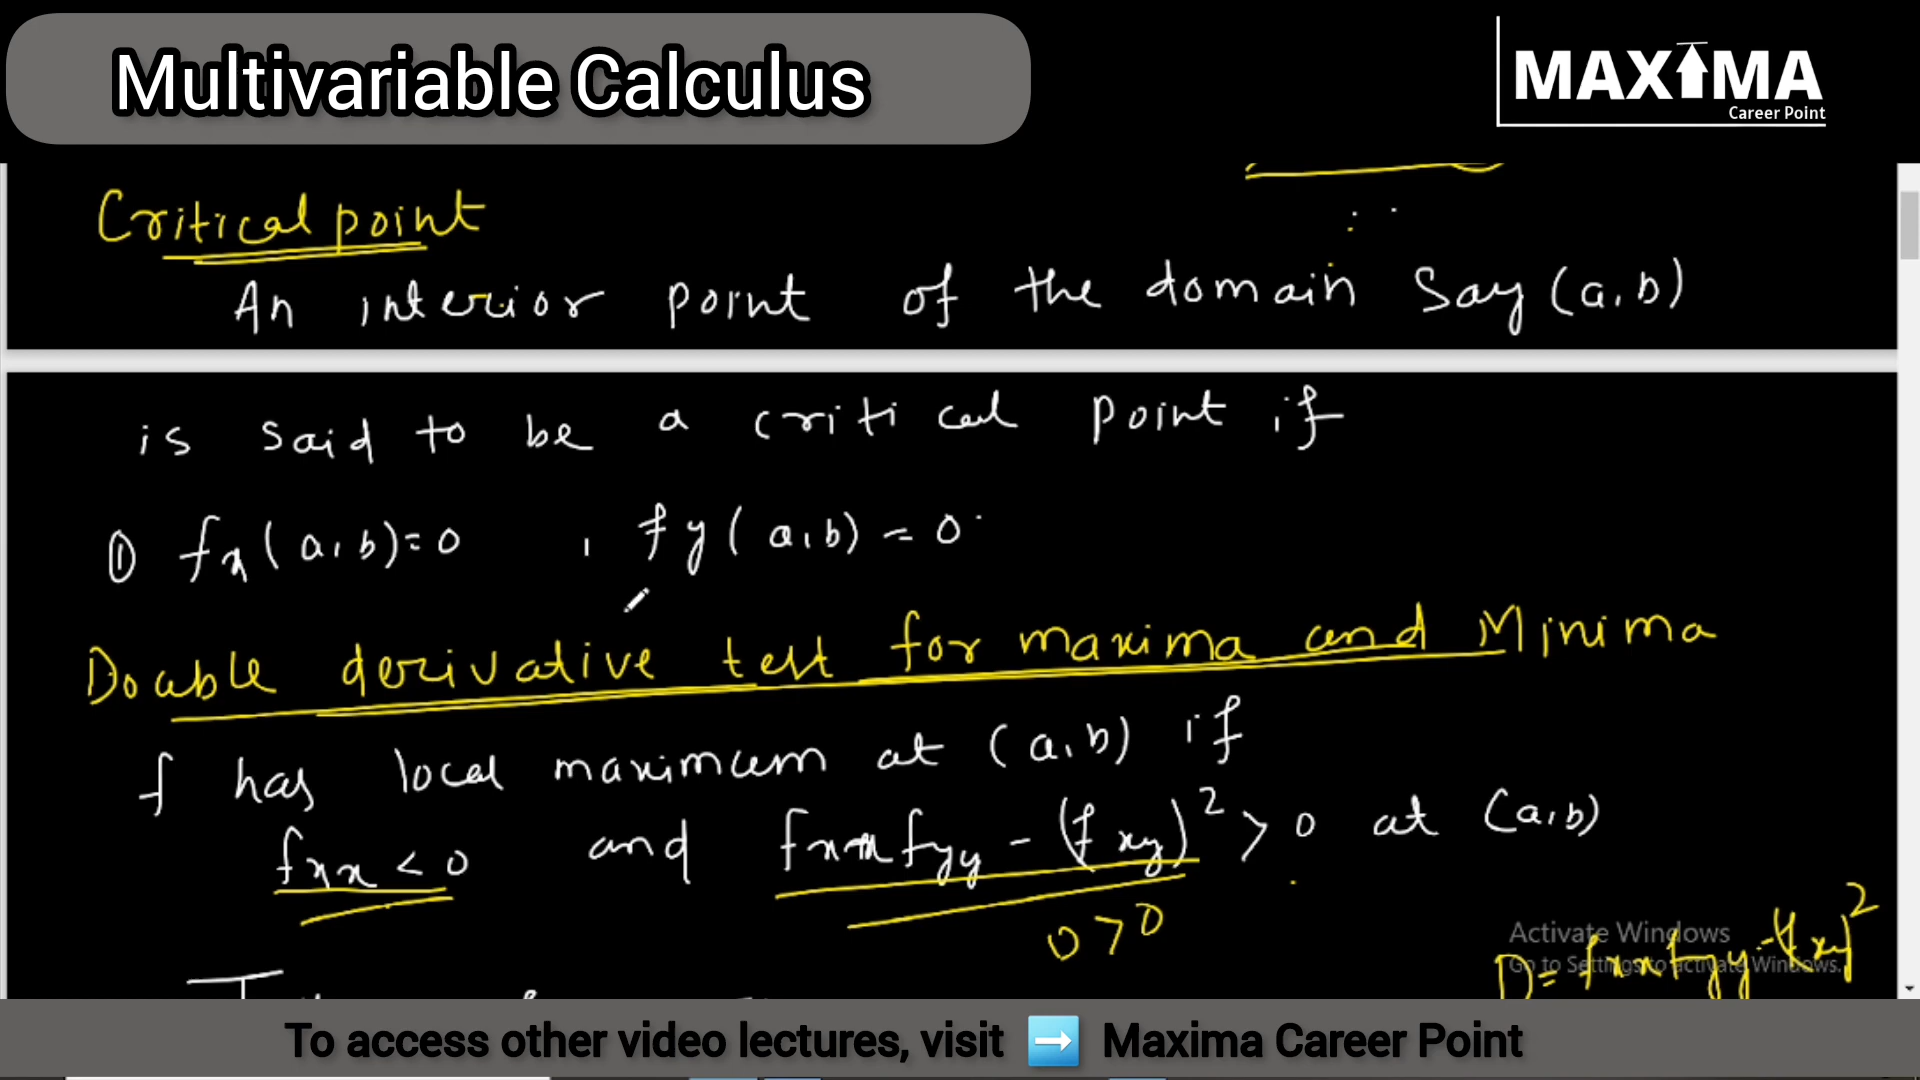 Multivariable Calculus
MAXIMA
Career Point
Critical point
An interior point of the domain Say (a,b)
is said to be a critical point if
① fx(a,b)=0 , fy(a,b)=0
Double derivative test for maxima and Minima
f has local maximum at (a,b) if
fxx<0 and fxxfyy-(fxy)²>0 at (a,b)
D>0
D=fxxfyy-(fxy)²
Activate Windows
Go to Settings to activate Windows.
To access other video lectures, visit ➡ Maxima Career Point